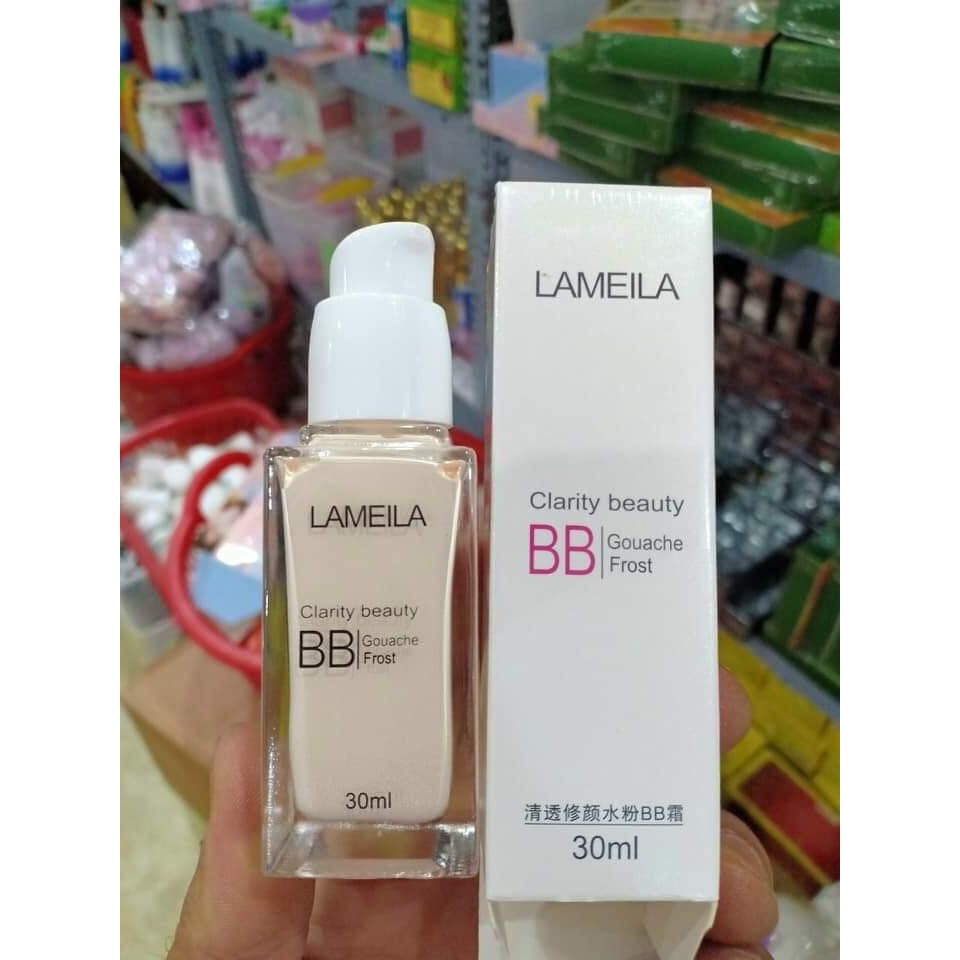 LAMEILA
Clarity beauty
BB Gouache
Frost
30ml
LAMEILA
Clarity beauty
BB Gouache
Frost
清透修颜水粉BB霜
30ml